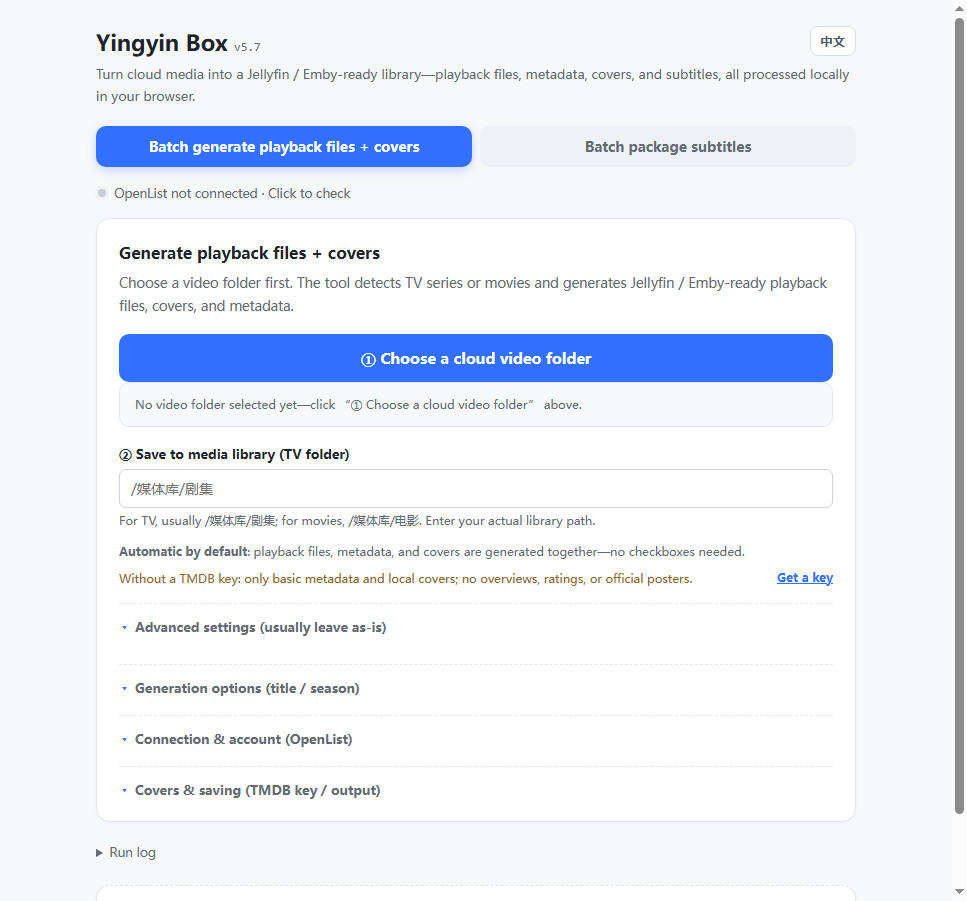 Yingyin Box v5.7
中文
Turn cloud media into a Jellyfin / Emby-ready library—playback files, metadata, covers, and subtitles, all processed locally
in your browser.
Batch generate playback files + covers
Batch package subtitles
OpenList not connected · Click to check
Generate playback files + covers
Choose a video folder first. The tool detects TV series or movies and generates Jellyfin / Emby-ready playback
files, covers, and metadata.
① Choose a cloud video folder
No video folder selected yet—click “① Choose a cloud video folder” above.
② Save to media library (TV folder)
/媒体库/剧集
For TV, usually /媒体库/剧集; for movies, /媒体库/电影. Enter your actual library path.
Automatic by default: playback files, metadata, and covers are generated together—no checkboxes needed.
Without a TMDB key: only basic metadata and local covers; no overviews, ratings, or official posters.
Get a key
Advanced settings (usually leave as-is)
Generation options (title / season)
Connection & account (OpenList)
Covers & saving (TMDB key / output)
Run log